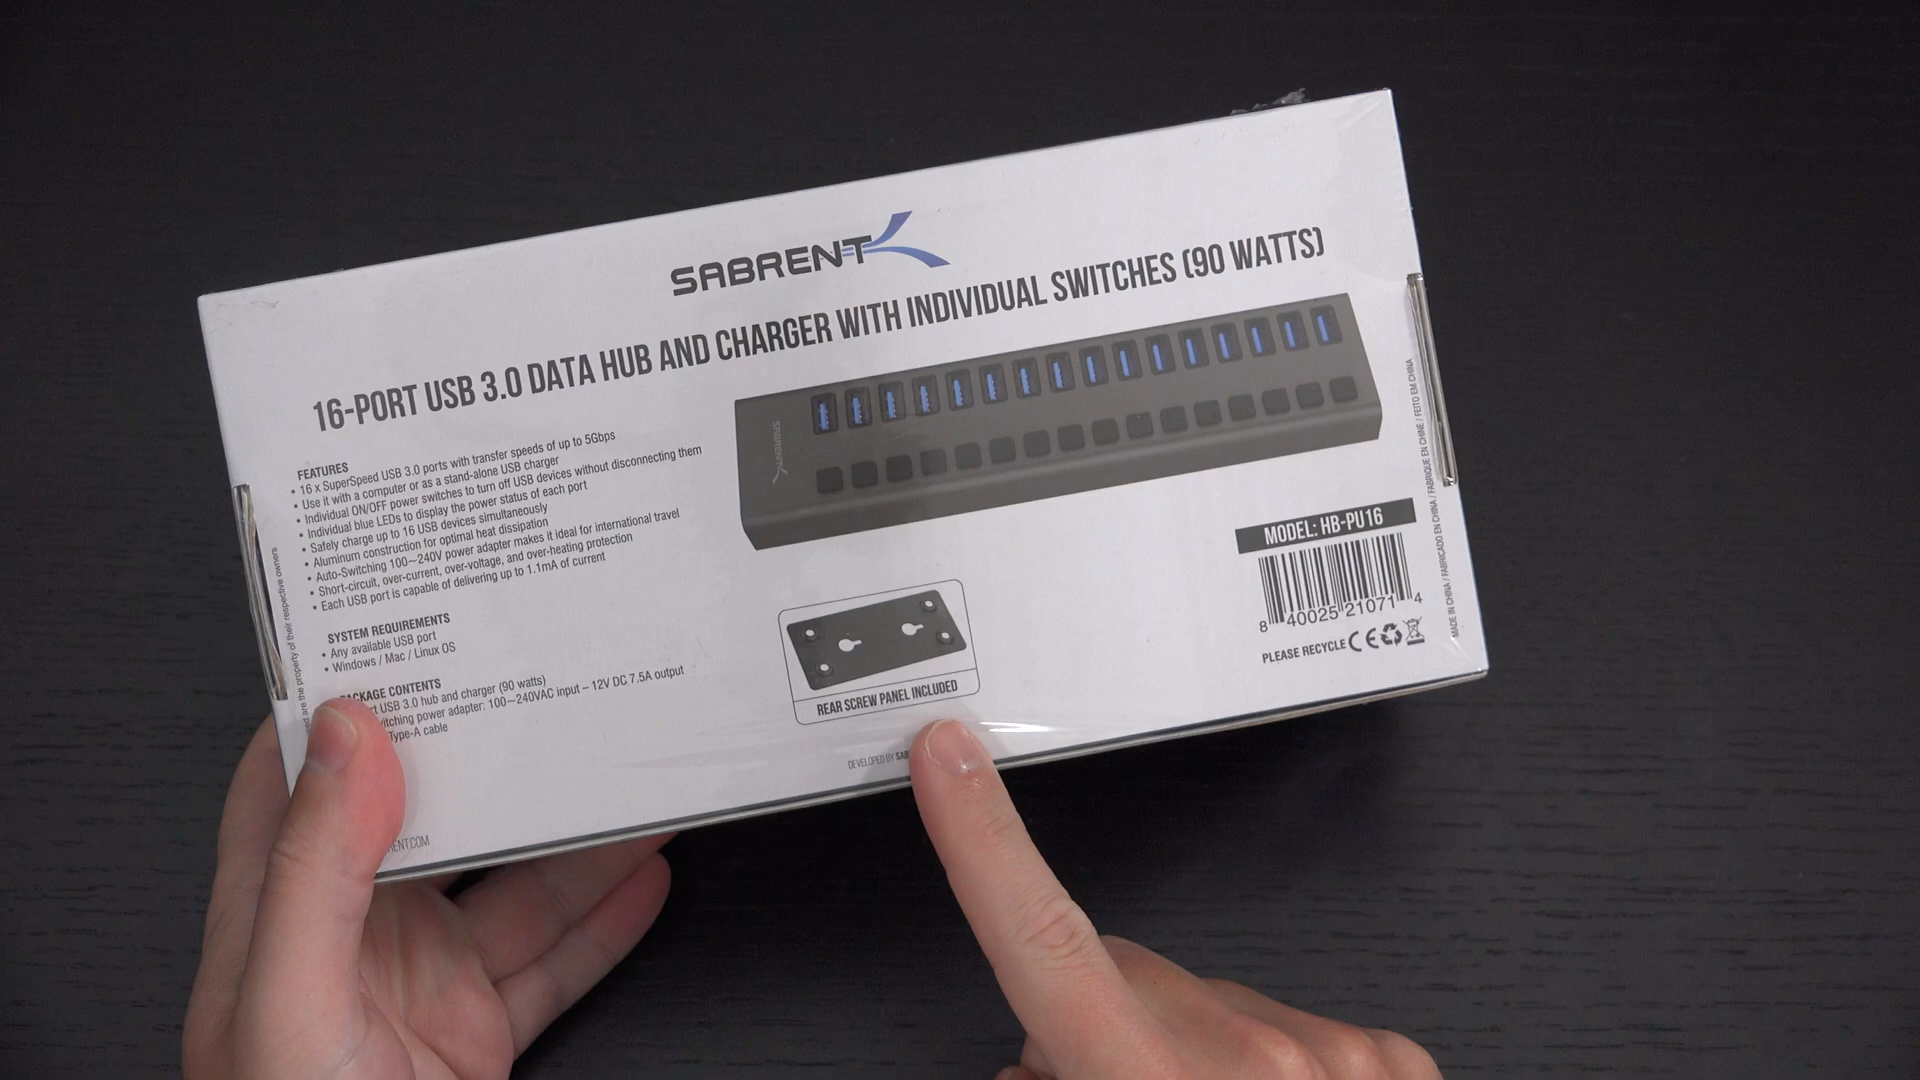 SABRENT
16-PORT USB 3.0 DATA HUB AND CHARGER WITH INDIVIDUAL SWITCHES (90 WATTS)
FEATURES
• 16 x SuperSpeed USB 3.0 ports with transfer speeds of up to 5Gbps
• Use it with a computer or as a stand-alone USB charger
• Individual ON/OFF power switches to turn off USB devices without disconnecting them
• Individual blue LEDs to display the power status of each port
• Safely charge up to 16 USB devices simultaneously
• Aluminum construction for optimal heat dissipation
• Auto-Switching 100~240V power adapter makes it ideal for international travel
• Short-circuit, over-current, over-voltage, and over-heating protection
• Each USB port is capable of delivering up to 1.1mA of current
SYSTEM REQUIREMENTS
• Any available USB port
• Windows / Mac / Linux OS
PACKAGE CONTENTS
rt USB 3.0 hub and charger (90 watts)
itching power adapter: 100~240VAC input – 12V DC 7.5A output
Type-A cable
SABRENT
REAR SCREW PANEL INCLUDED
DEVELOPED BY SAB
MODEL: HB-PU16
8 40025 21071 4
PLEASE RECYCLE CE
MADE IN CHINA / FABRICADO EN CHINA / FABRIQUE EN CHINE / FEITO EM CHINA
ed are the property of their respective owners
RENT.COM